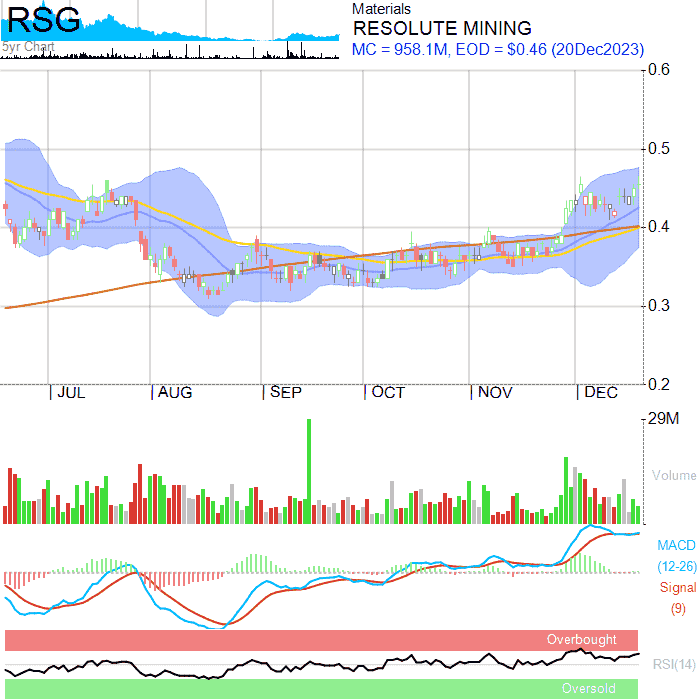 RSG
5yr Chart
Materials
RESOLUTE MINING
MC = 958.1M, EOD = $0.46 (20Dec2023)
0.6
0.5
0.4
0.3
0.2
| JUL | AUG | SEP | OCT | NOV | DEC
29M
Volume
MACD
(12-26)
Signal
(9)
Overbought
RSI(14)
Oversold